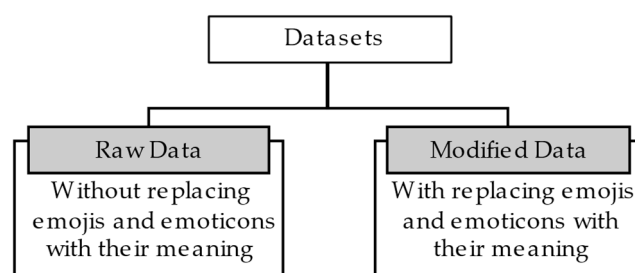 Datasets
Raw Data
Without replacing
emojis and emoticons
with their meaning
Modified Data
With replacing emojis
and emoticons with
their meaning